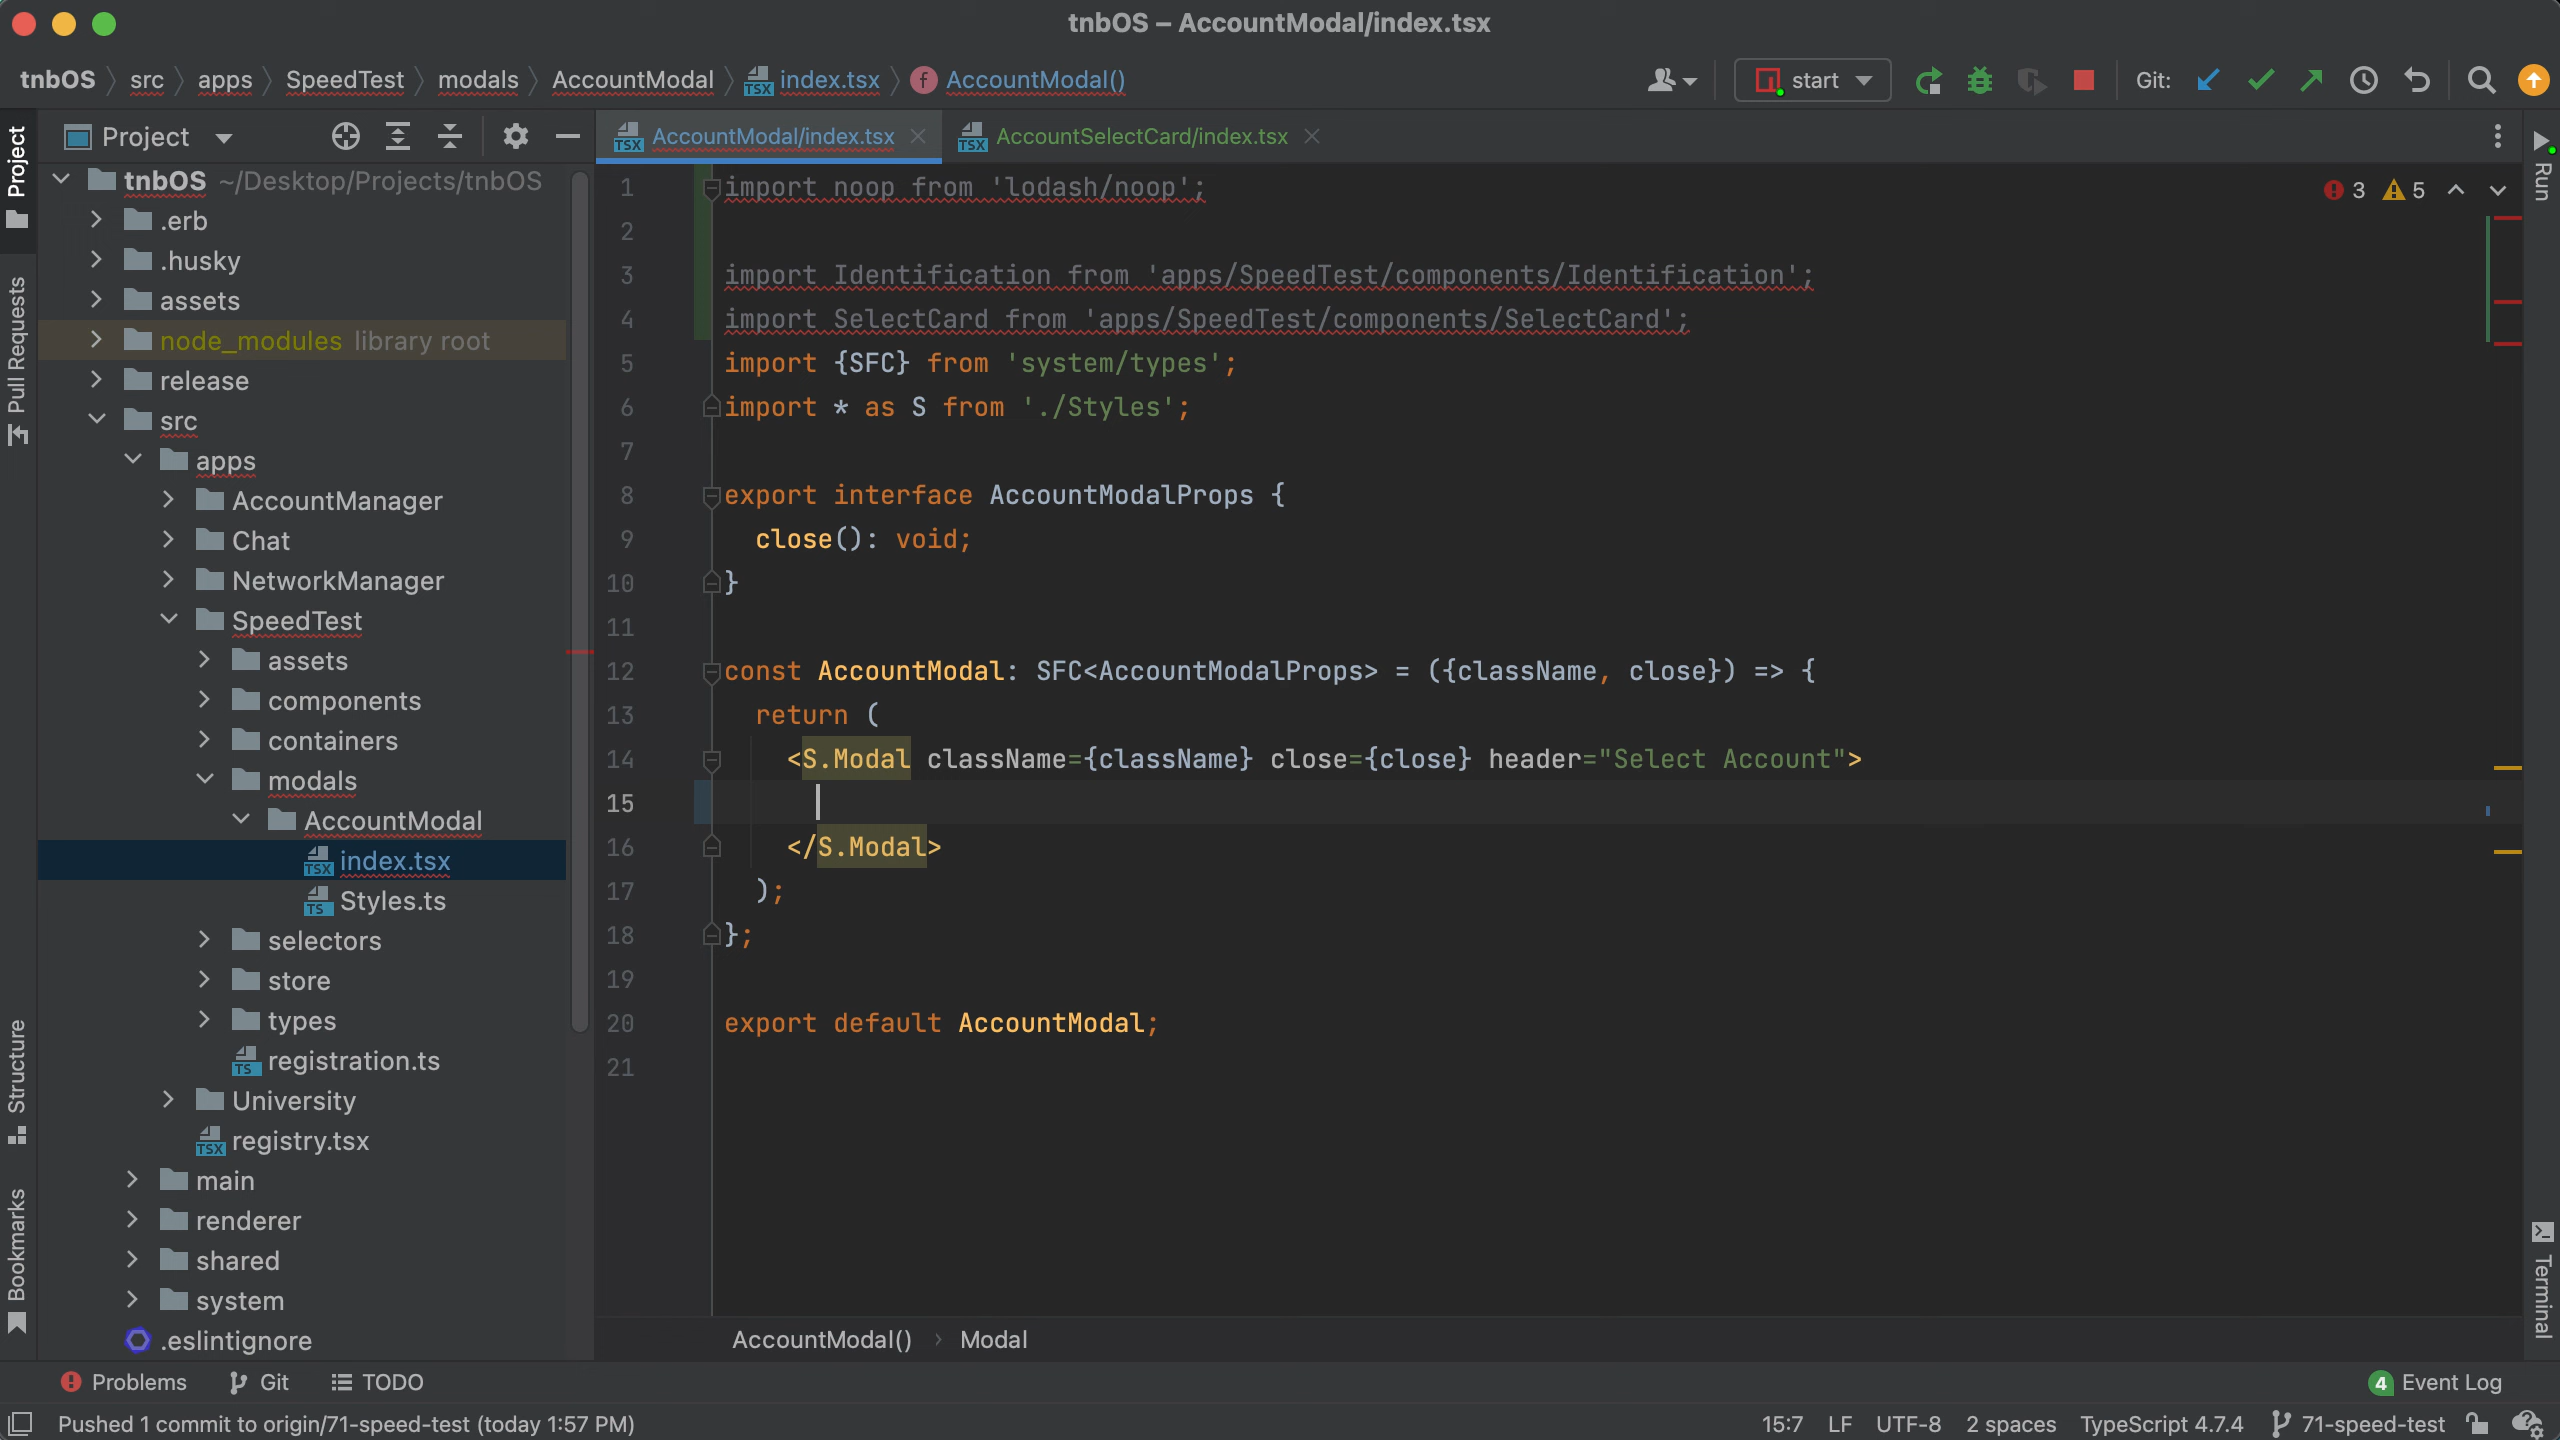 tnbOS – AccountModal/index.tsx
tnbOS src apps SpeedTest modals AccountModal index.tsx AccountModal()
start
Git:
Project
Project
Pull Requests
Structure
Bookmarks
tnbOS ~/Desktop/Projects/tnbOS
.erb
.husky
assets
node_modules library root
release
src
apps
AccountManager
Chat
NetworkManager
SpeedTest
assets
components
containers
modals
AccountModal
index.tsx
Styles.ts
selectors
store
types
registration.ts
University
registry.tsx
main
renderer
shared
system
.eslintignore
AccountModal/index.tsx
AccountSelectCard/index.tsx
3 5
1 import noop from 'lodash/noop';
2
3 import Identification from 'apps/SpeedTest/components/Identification';
4 import SelectCard from 'apps/SpeedTest/components/SelectCard';
5 import {SFC} from 'system/types';
6 import * as S from './Styles';
7
8 export interface AccountModalProps {
9 close(): void;
10 }
11
12 const AccountModal: SFC<AccountModalProps> = ({className, close}) => {
13 return (
14 <S.Modal className={className} close={close} header="Select Account">
15
16 </S.Modal>
17 );
18 };
19
20 export default AccountModal;
21
AccountModal() › Modal
Run
Terminal
Problems
Git
TODO
4 Event Log
Pushed 1 commit to origin/71-speed-test (today 1:57 PM)
15:7 LF UTF-8 2 spaces TypeScript 4.7.4 71-speed-test